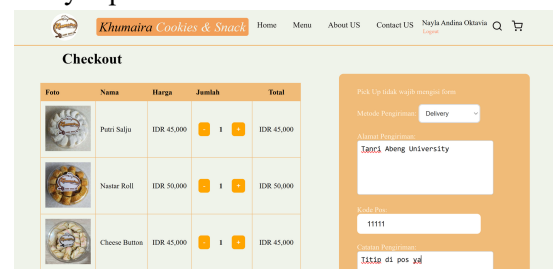 Khumaira Cookies & Snack
Home Menu About US Contact US Nayla Andina Oktavia
Logout
Checkout
Foto Nama Harga Jumlah Total
Putri Salju IDR 45,000 - 1 + IDR 45,000
Nastar Roll IDR 50,000 - 1 + IDR 50,000
Cheese Button IDR 45,000 - 1 + IDR 45,000
Pick Up tidak wajib mengisi form
Metode Pengiriman: Delivery
Alamat Pengiriman:
Tanri Abeng University
Kode Pos:
11111
Catatan Pengiriman:
Titip di pos ya